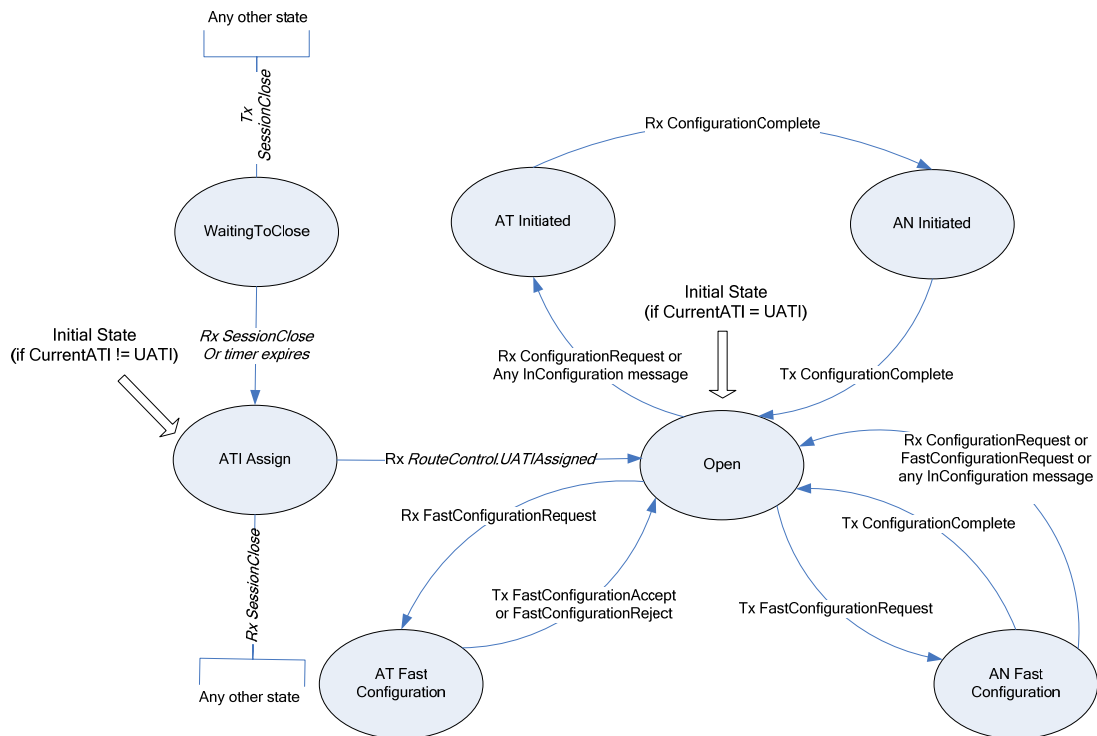 Any other state
Tx
SessionClose
WaitingToClose
Rx SessionClose
Or timer expires
Initial State
(if CurrentATI != UATI)
ATI Assign
Rx SessionClose
Any other state
Rx RouteControl.UATIAssigned
Rx ConfigurationComplete
AT Initiated
AN Initiated
Initial State
(if CurrentATI = UATI)
Rx ConfigurationRequest or
Any InConfiguration message
Tx ConfigurationComplete
Open
Rx ConfigurationRequest or
FastConfigurationRequest or
any InConfiguration message
Rx FastConfigurationRequest
Tx ConfigurationComplete
Tx FastConfigurationAccept
or FastConfigurationReject
Tx FastConfigurationRequest
AT Fast
Configuration
AN Fast
Configuration